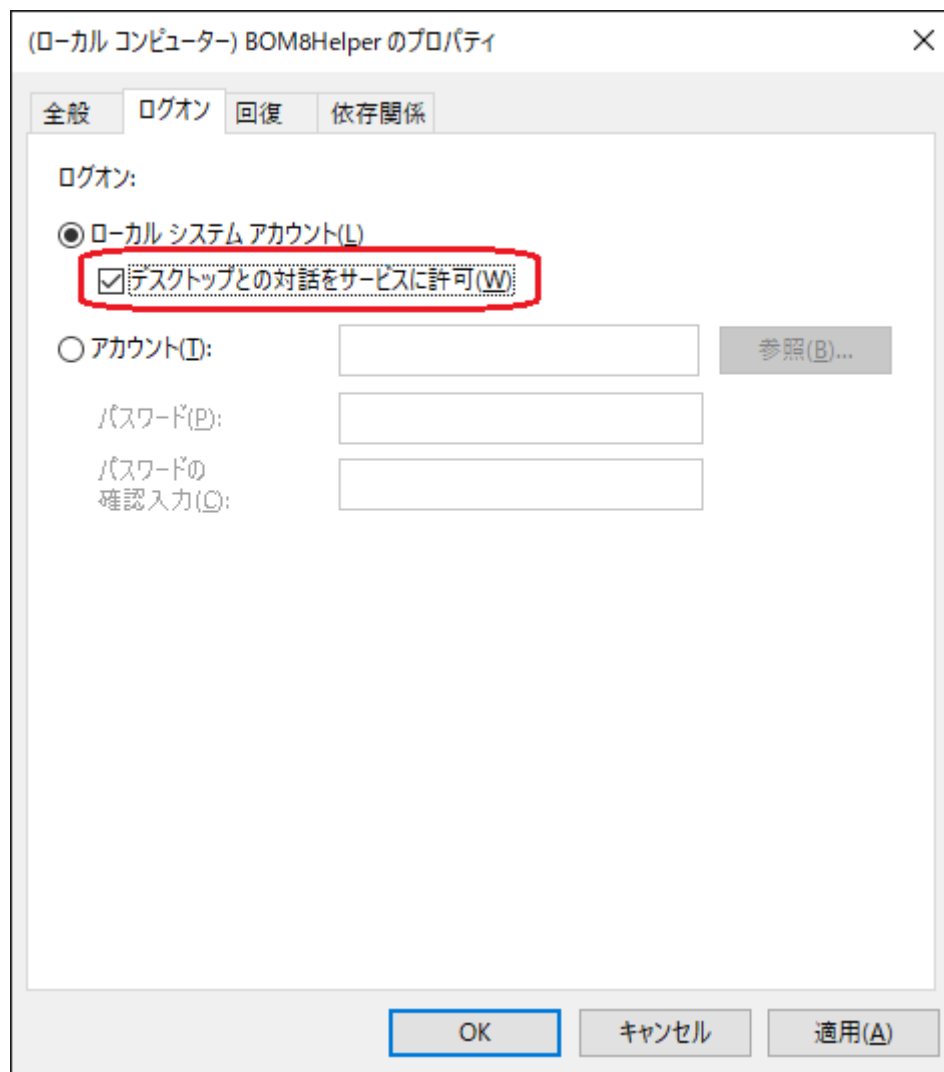 (ローカル コンピューター) BOM8Helper のプロパティ
全般 ログオン 回復 依存関係
ログオン:
ローカル システム アカウント(L)
デスクトップとの対話をサービスに許可(W)
アカウント(T):
参照(B)...
パスワード(P):
パスワードの
確認入力(C):
OK キャンセル 適用(A)